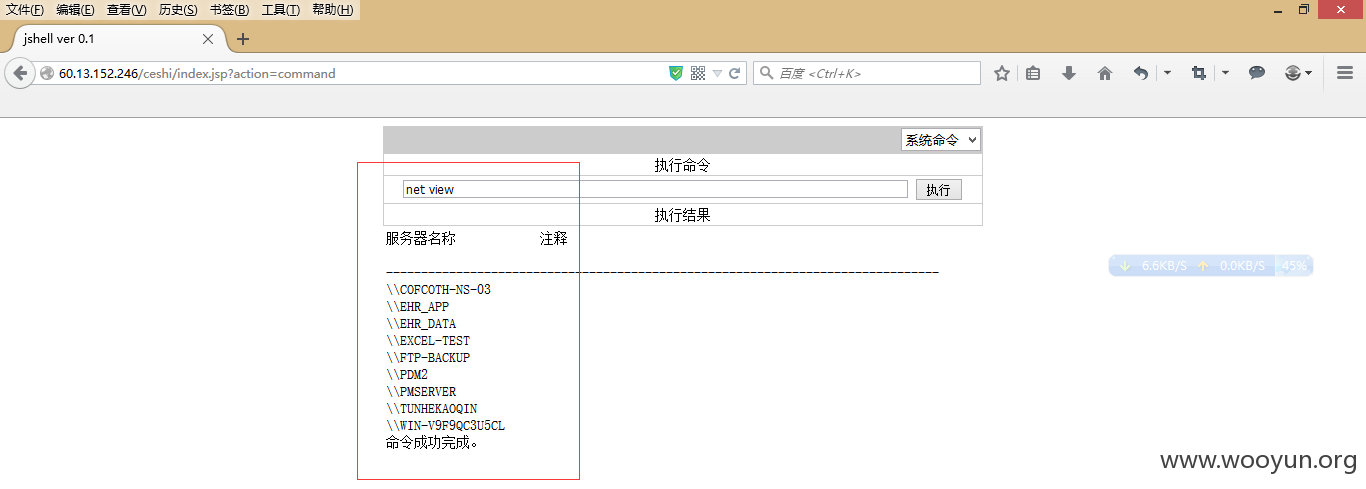 文件(F) 编辑(E) 查看(V) 历史(S) 书签(B) 工具(T) 帮助(H)
jshell ver 0.1
60.13.152.246/ceshi/index.jsp?action=command
百度 <Ctrl+K>
系统命令
执行命令
net view
执行
执行结果
服务器名称 注释
-------------------------------------------------------------------------------
\\COFCOTH-NS-03
\\EHR_APP
\\EHR_DATA
\\EXCEL-TEST
\\FTP-BACKUP
\\PDM2
\\PMSERVER
\\TUNHEKAOQIN
\\WIN-V9F9QC3U5CL
命令成功完成。
6.6KB/S 0.0KB/S 45%
www.wooyun.org